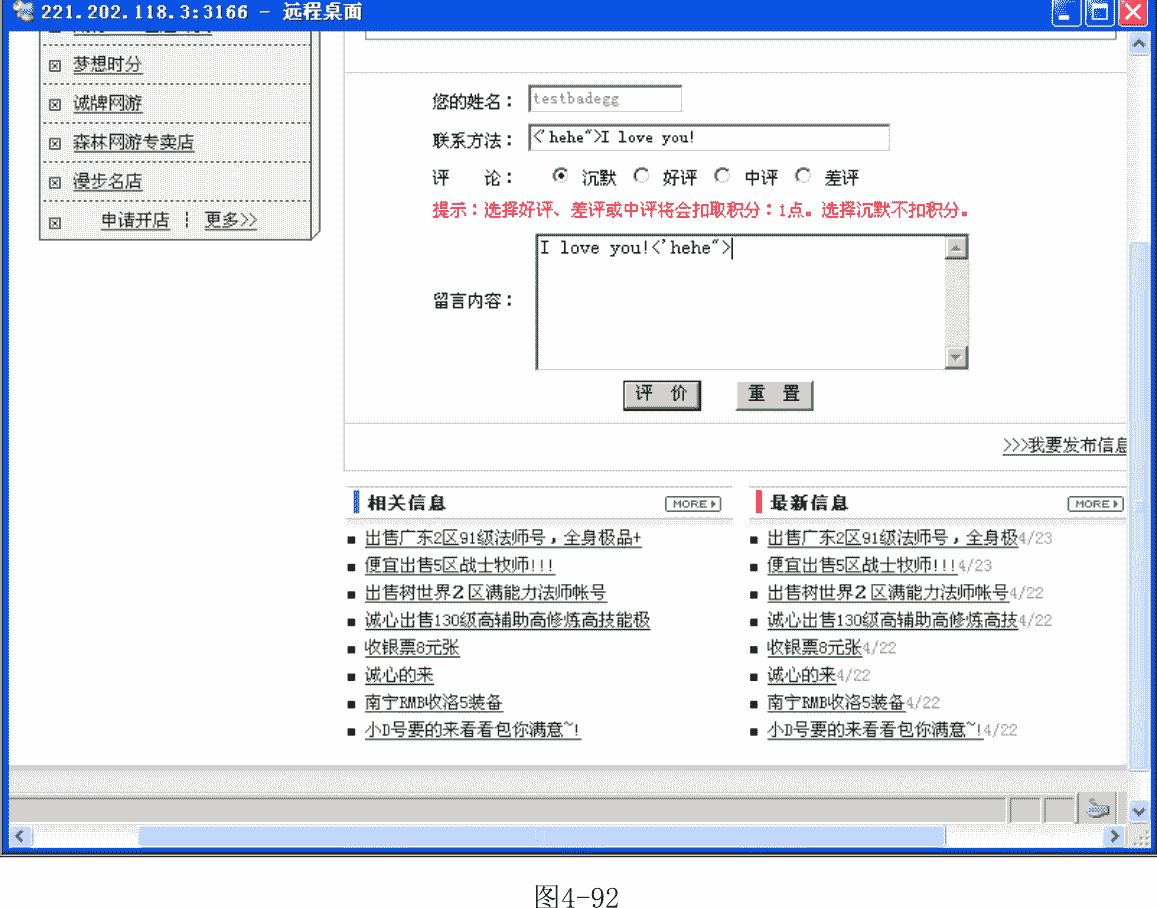 221.202.118.3:3166 - 远程桌面
梦想时分
诚牌网游
森林网游专卖店
漫步名店
申请开店 ¦ 更多>>
您的姓名： testbadegg
联系方法： <'hehe">I love you!
评 论： 沉默 好评 中评 差评
提示：选择好评、差评或中评将会扣取积分：1点。选择沉默不扣积分。
I love you!<'hehe">
留言内容：
评 价 重 置
>>>我要发布信息
相关信息 MORE
出售广东2区91级法师号，全身极品+
便宜出售5区战士牧师!!!
出售树世界２区满能力法师帐号
诚心出售130级高辅助高修炼高技能极
收银票8元张
诚心的来
南宁RMB收洛5装备
小D号要的来看看包你满意~!
最新信息 MORE
出售广东2区91级法师号，全身极4/23
便宜出售5区战士牧师!!!4/23
出售树世界２区满能力法师帐号4/22
诚心出售130级高辅助高修炼高技4/22
收银票8元张4/22
诚心的来4/22
南宁RMB收洛5装备4/22
小D号要的来看看包你满意~!4/22
图4-92